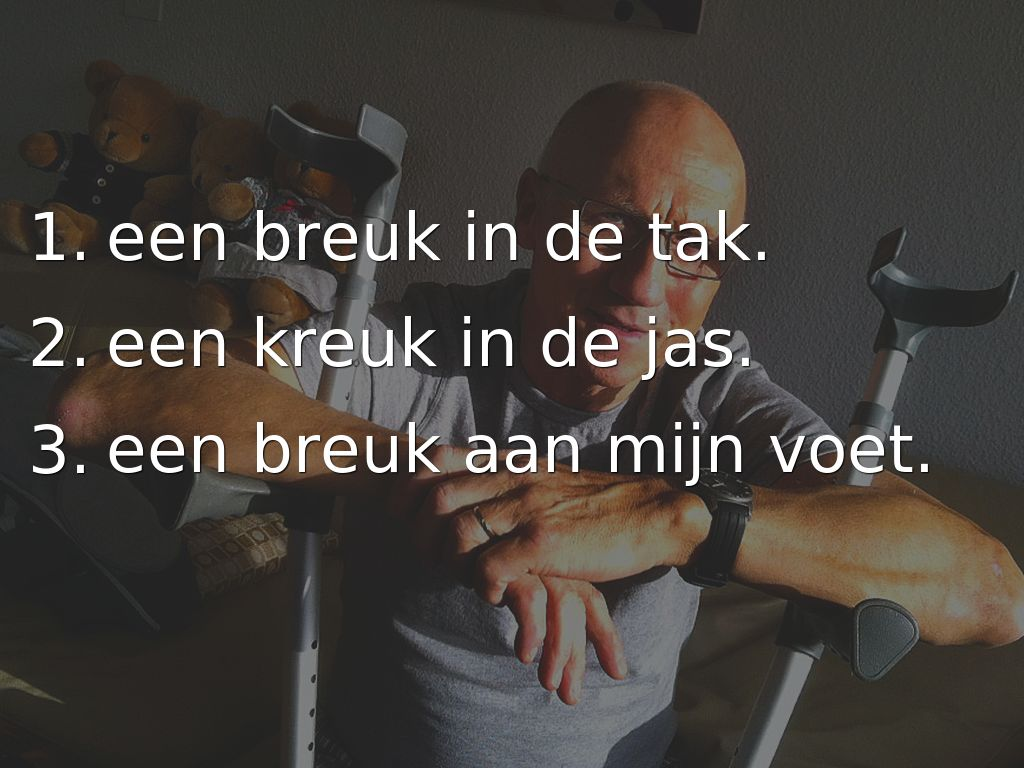 1. een breuk in de tak.
2. een kreuk in de jas.
3. een breuk aan mijn voet.